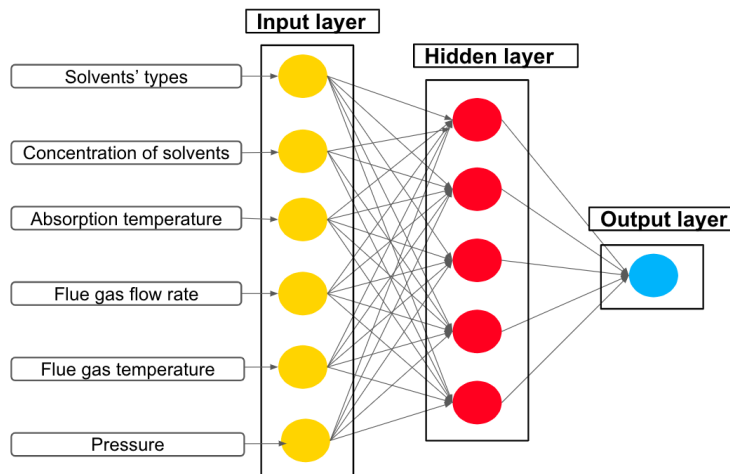 Input layer
Hidden layer
Output layer
Solvents’ types
Concentration of solvents
Absorption temperature
Flue gas flow rate
Flue gas temperature
Pressure